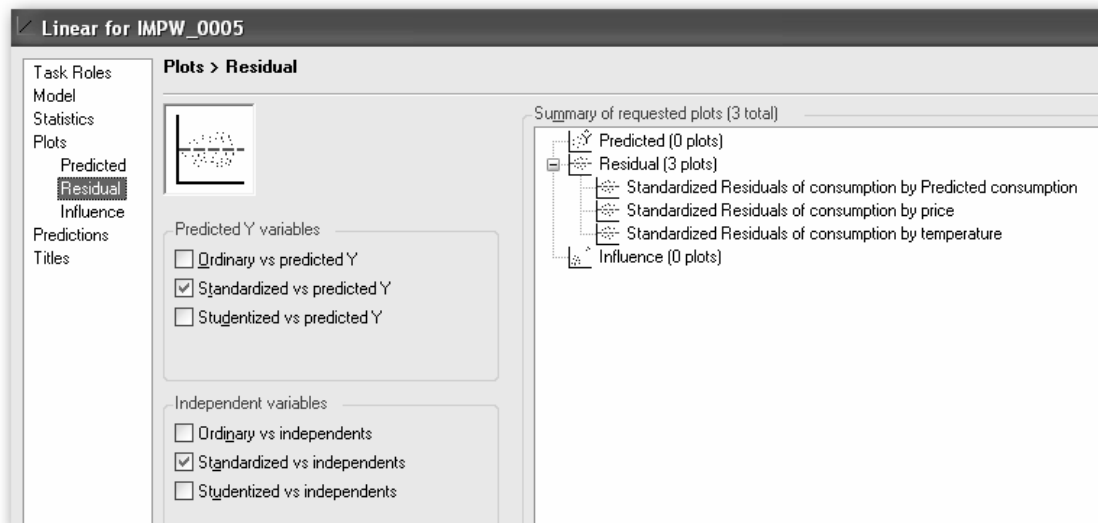 Linear for IMPW_0005
Task Roles
Model
Statistics
Plots
Predicted
Residual
Influence
Predictions
Titles
Plots > Residual
Predicted Y variables
Ordinary vs predicted Y
Standardized vs predicted Y
Studentized vs predicted Y
Independent variables
Ordinary vs independents
Standardized vs independents
Studentized vs independents
Summary of requested plots (3 total)
Predicted (0 plots)
Residual (3 plots)
Standardized Residuals of consumption by Predicted consumption
Standardized Residuals of consumption by price
Standardized Residuals of consumption by temperature
Influence (0 plots)